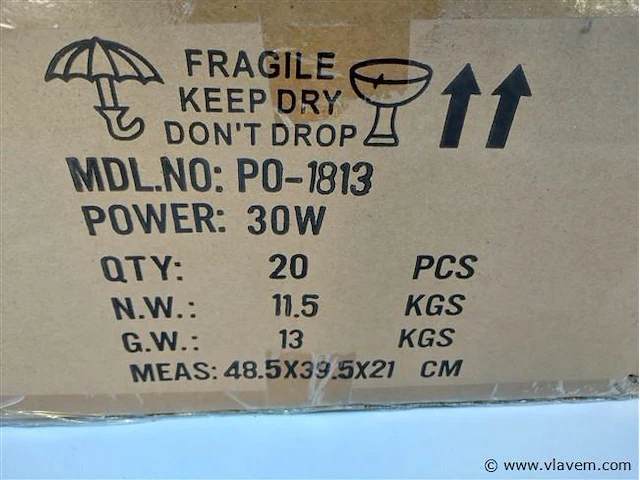 FRAGILE
KEEP DRY
DON'T DROP
MDL.NO: PO-1813
POWER: 30W
QTY: 20 PCS
N.W.: 11.5 KGS
G.W.: 13 KGS
MEAS: 48.5X39.5X21 CM
© www.vlavem.com